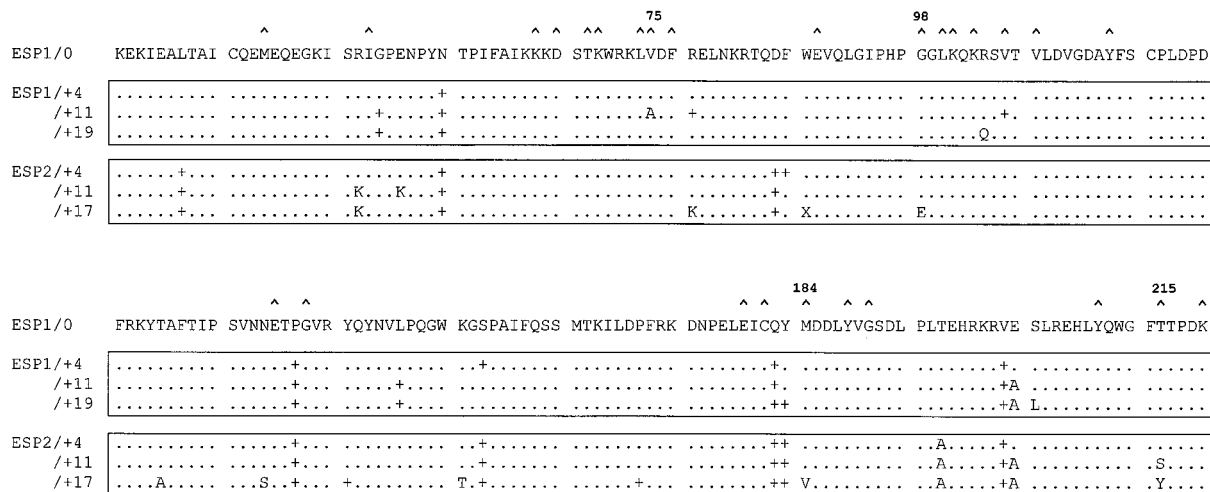 75 98
^ ^ ^ ^ ^ ^ ^ ^ ^ ^ ^ ^ ^ ^ ^ ^ ^
ESP1/0 KEKIEALTAI CQEMEQEGKI SRIGPENPYN TPIFAIKKKD STKWRKLVDF RELNKRTQDF WEVQLGIPHP GGLKQKRSVT VLDVGDAYFS CPLDPD
ESP1/+4 .......... .......... .........+ .......... .......... .......... .......... .......... .......... ......
/+11 .......... .......... ...+.....+ .......... .......A.. +......... .......... ........+. .......... ......
/+19 .......... .......... ...+.....+ .......... .......... .......... .......... ......Q... .......... ......
ESP2/+4 ......+... .......... .........+ .......... .......... ........++ .......... .......... .......... ......
/+11 ......+... .......... .K...K...+ .......... .......... ........+. .......... .......... .......... ......
/+17 ......+... .......... .K.......+ .......... .......... K.......+. X......... E......... .......... ......
184 215
^ ^ ^ ^ ^ ^ ^ ^ ^ ^
ESP1/0 FRKYTAFTIP SVNNETPGVR YQYNVLPQGW KGSPAIFQSS MTKILDPFRK DNPELEICQY MDDLYVGSDL PLTEHRKRVE SLREHLYQWG FTTPDK
ESP1/+4 .......... ......+... .......... ..+....... .......... ........+. .......... ........+. .......... ......
/+11 .......... ......+... .....+.... .......... .......... ........+. .......... ........+A .......... ......
/+19 .......... ......+... .....+.... .......... .......... ........++ .......... ........+A L......... ......
ESP2/+4 .......... ......+... .......... ..+....... .......... ........++ .......... ..A.....+. .......... ......
/+11 .......... ......+... .......... ..+....... .......... ........++ .......... ..A.....+A .......... .S....
/+17 ....A..... ...S..+... +......... T.+....... ......+... ........++ V......... ..A.....+A .......... .Y....